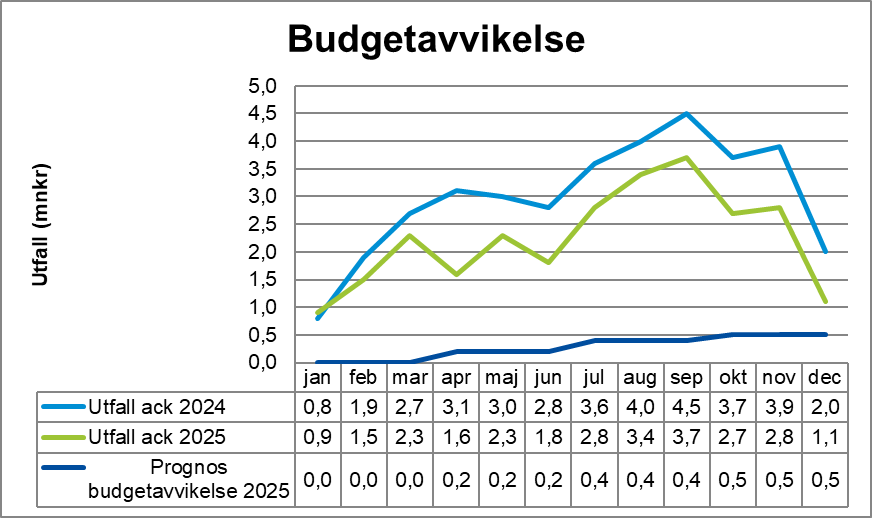 Budgetavvikelse
Utfall (mnkr)
5,0
4,5
4,0
3,5
3,0
2,5
2,0
1,5
1,0
0,5
0,0
jan feb mar apr maj jun jul aug sep okt nov dec
Utfall ack 2024 0,8 1,9 2,7 3,1 3,0 2,8 3,6 4,0 4,5 3,7 3,9 2,0
Utfall ack 2025 0,9 1,5 2,3 1,6 2,3 1,8 2,8 3,4 3,7 2,7 2,8 1,1
Prognos
budgetavvikelse 2025 0,0 0,0 0,0 0,2 0,2 0,2 0,4 0,4 0,4 0,5 0,5 0,5